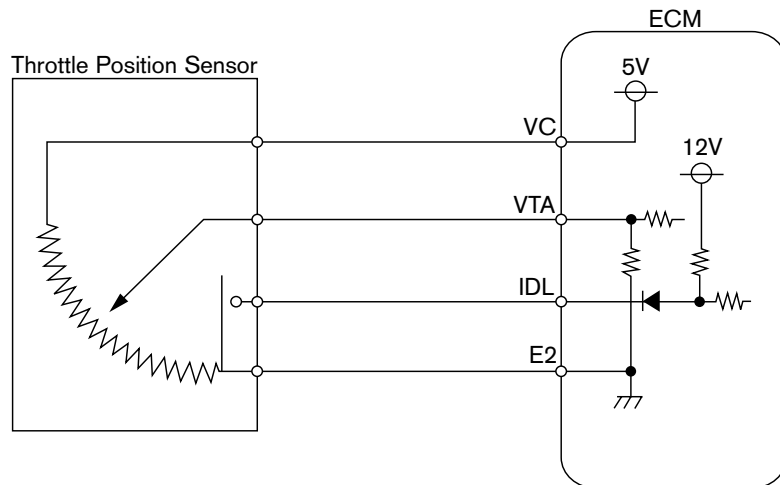 ECM
Throttle Position Sensor
5V
VC
12V
VTA
IDL
E2